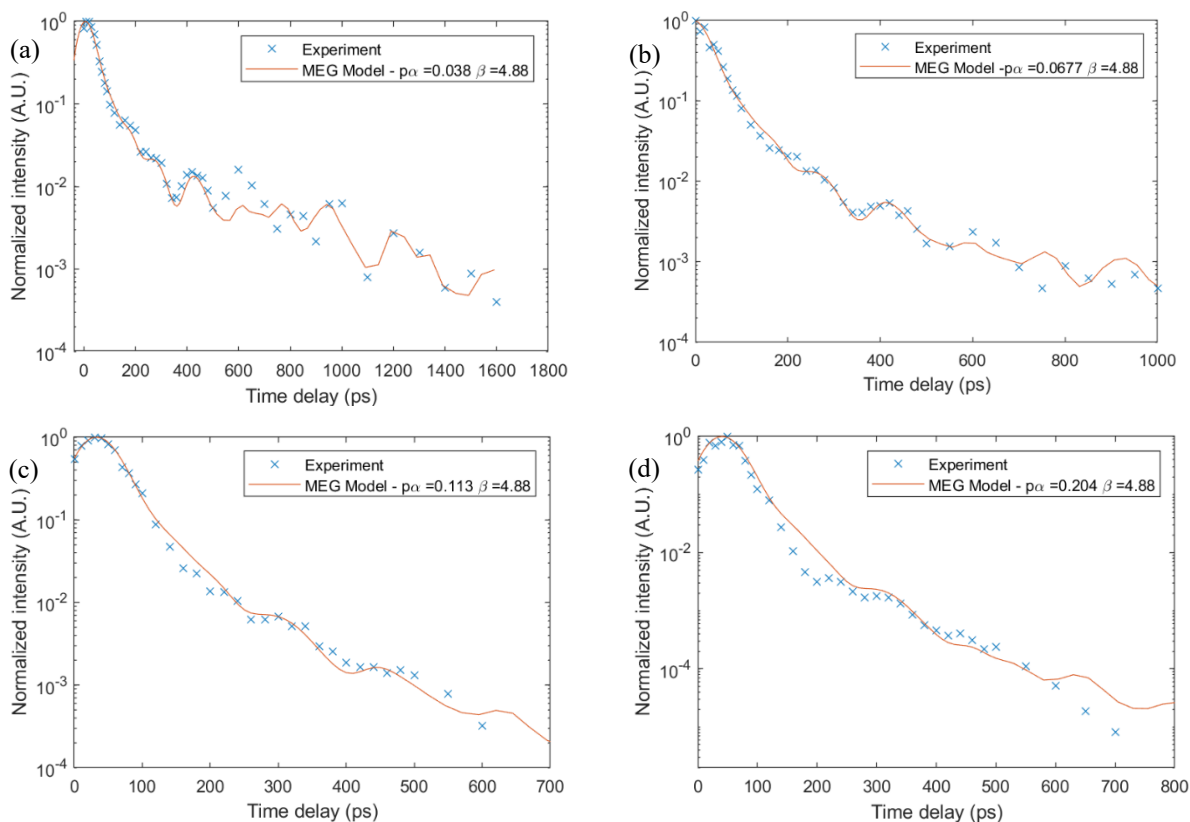 (a)
Normalized intensity (A.U.)
10^0
10^-1
10^-2
10^-3
10^-4
Experiment
MEG Model - pα =0.038 β =4.88
0 200 400 600 800 1000 1200 1400 1600 1800
Time delay (ps)
(b)
Normalized intensity (A.U.)
10^0
10^-1
10^-2
10^-3
10^-4
Experiment
MEG Model -pα =0.0677 β =4.88
0 200 400 600 800 1000
Time delay (ps)
(c)
Normalized intensity (A.U.)
10^0
10^-1
10^-2
10^-3
10^-4
Experiment
MEG Model - pα =0.113 β =4.88
0 100 200 300 400 500 600 700
Time delay (ps)
(d)
Normalized intensity (A.U.)
10^0
10^-2
10^-4
Experiment
MEG Model - pα =0.204 β =4.88
0 100 200 300 400 500 600 700 800
Time delay (ps)